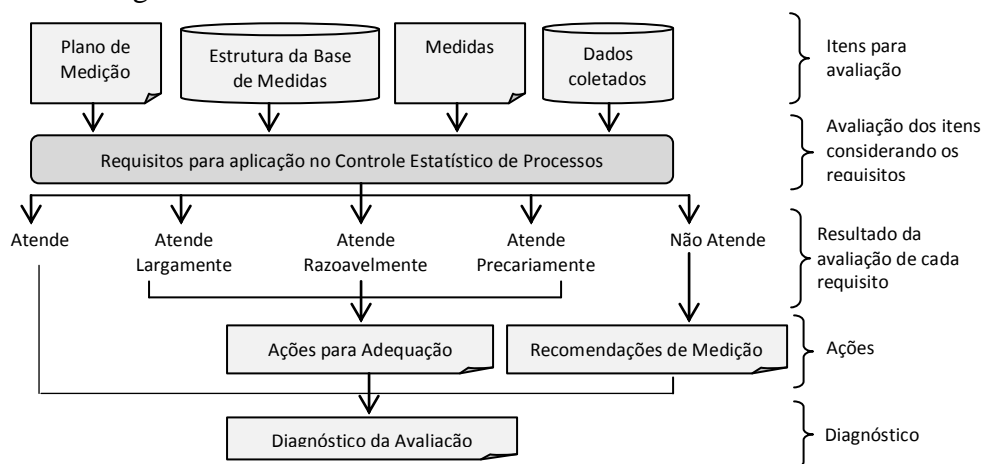 Plano de
Medição
Estrutura da Base
de Medidas
Medidas
Dados
coletados
Itens para
avaliação
Requisitos para aplicação no Controle Estatístico de Processos
Avaliação dos itens
considerando os
requisitos
Atende
Atende
Largamente
Atende
Razoavelmente
Atende
Precariamente
Não Atende
Resultado da
avaliação de cada
requisito
Ações para Adequação
Recomendações de Medição
Ações
Diagnóstico da Avaliação
Diagnóstico